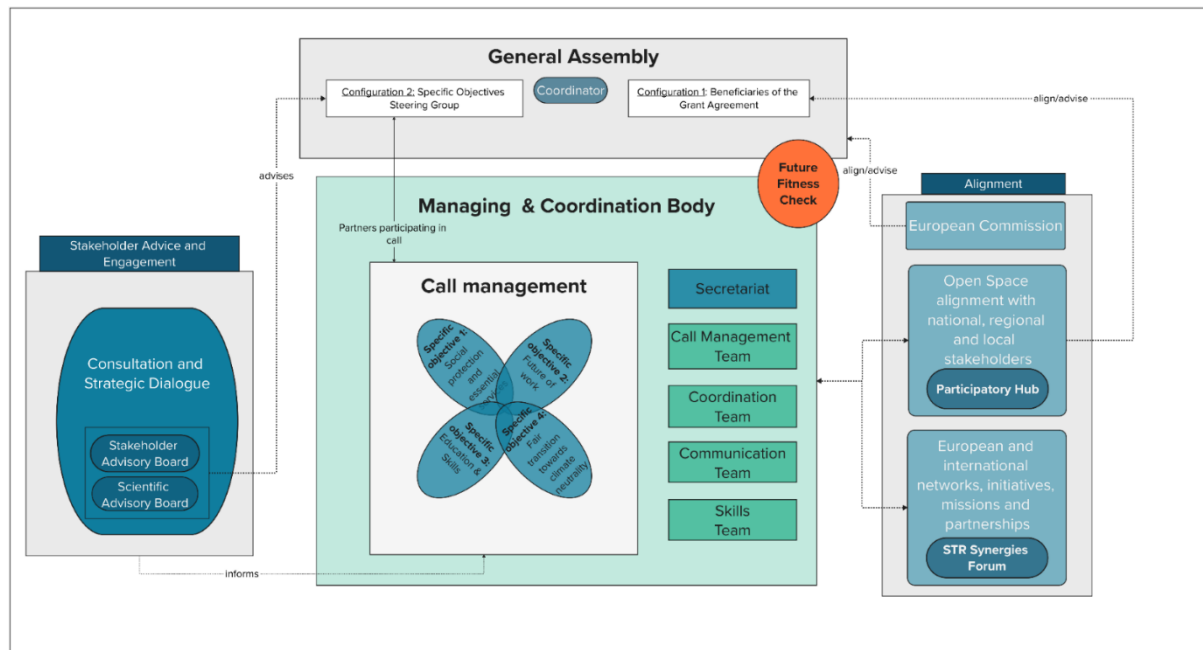 General Assembly
Configuration 2: Specific Objectives
Steering Group
Coordinator
Configuration 1: Beneficiaries of the
Grant Agreement
align/advise
advises
align/advise
Future
Fitness
Check
Managing & Coordination Body
Partners participating in
call
Call management
Specific
objective 1:
Social
protection
and
essential
services
Specific
objective 2:
Future of
work
Specific
objective 3:
Education &
Skills
Specific
objective 4:
Fair
transition
towards
climate
neutrality
Secretariat
Call Management
Team
Coordination
Team
Communication
Team
Skills
Team
Stakeholder Advice and
Engagement
Consultation and
Strategic Dialogue
Stakeholder
Advisory Board
Scientific
Advisory Board
informs
Alignment
European Commission
Open Space
alignment with
national, regional
and local
stakeholders
Participatory Hub
European and
international
networks, initiatives,
missions and
partnerships
STR Synergies
Forum